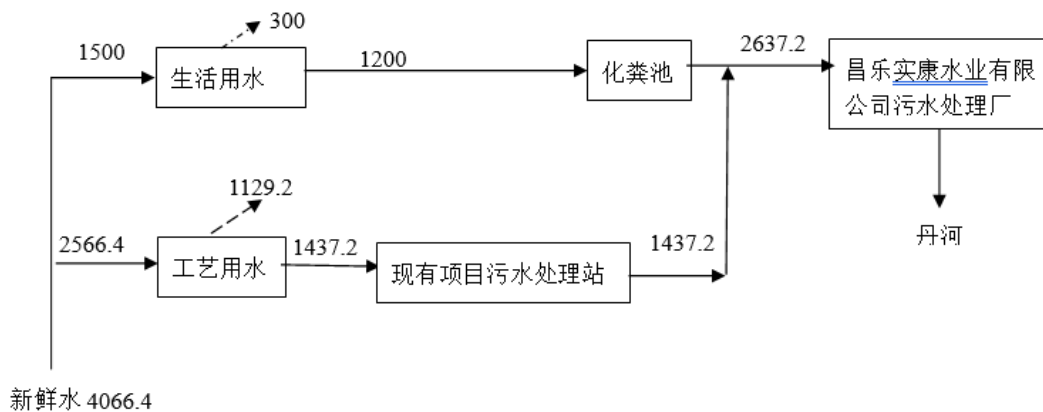 300
1500
生活用水
1200
化粪池
2637.2
昌乐实康水业有限
公司污水处理厂
1129.2
2566.4
工艺用水
1437.2
现有项目污水处理站
1437.2
丹河
新鲜水 4066.4